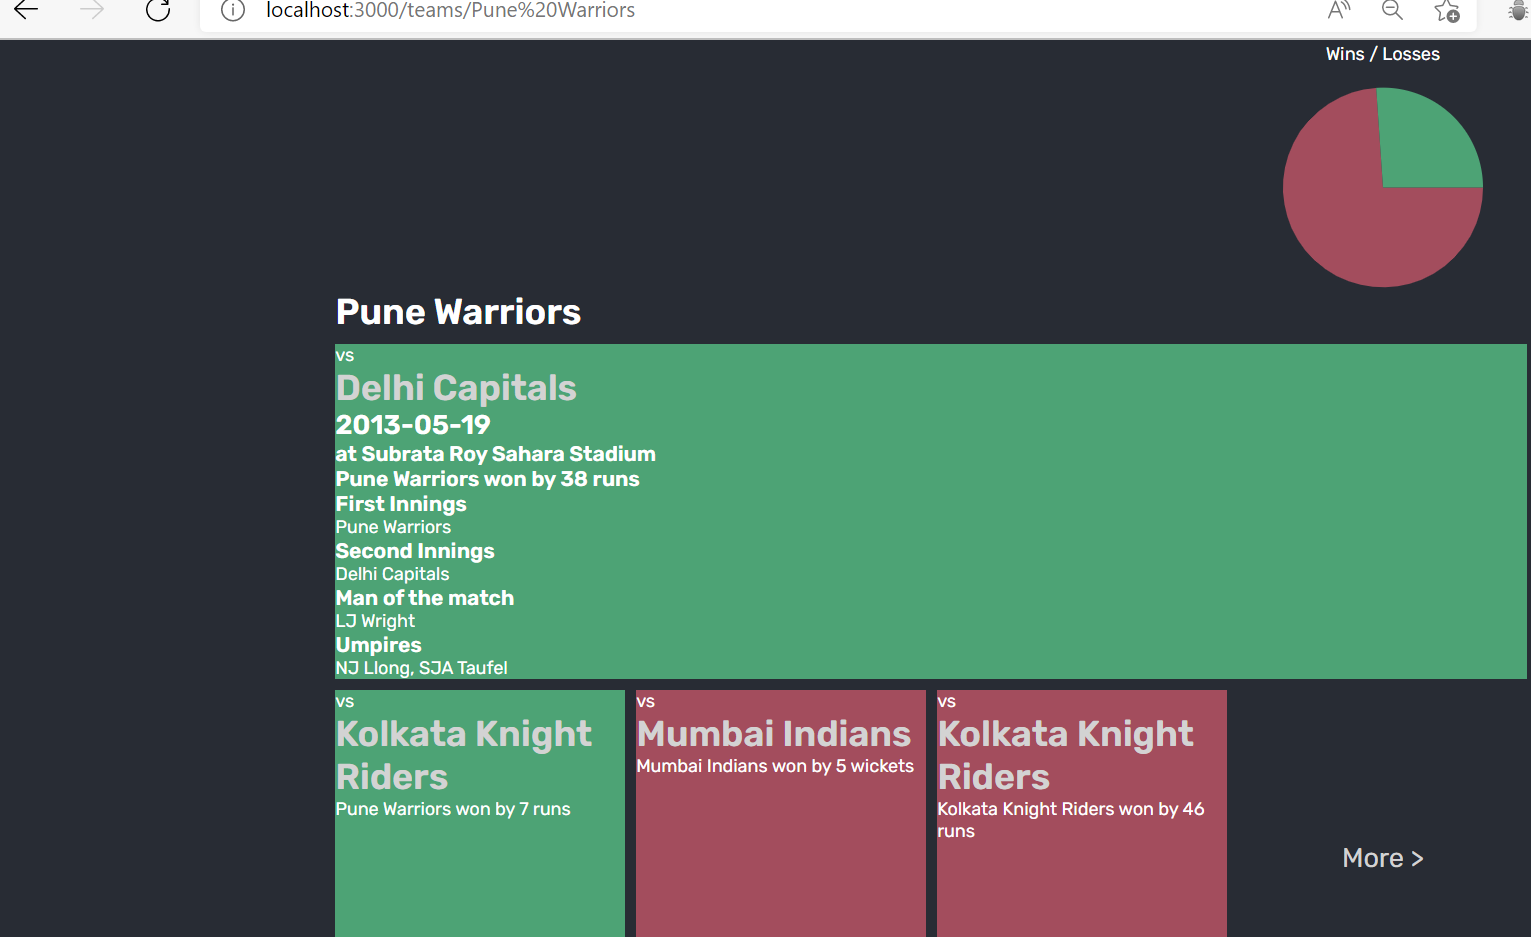 localhost:3000/teams/Pune%20Warriors
Wins / Losses
Pune Warriors
vs
Delhi Capitals
2013-05-19
at Subrata Roy Sahara Stadium
Pune Warriors won by 38 runs
First Innings
Pune Warriors
Second Innings
Delhi Capitals
Man of the match
LJ Wright
Umpires
NJ Llong, SJA Taufel
vs
Kolkata Knight
Riders
Pune Warriors won by 7 runs
vs
Mumbai Indians
Mumbai Indians won by 5 wickets
vs
Kolkata Knight
Riders
Kolkata Knight Riders won by 46
runs
More >